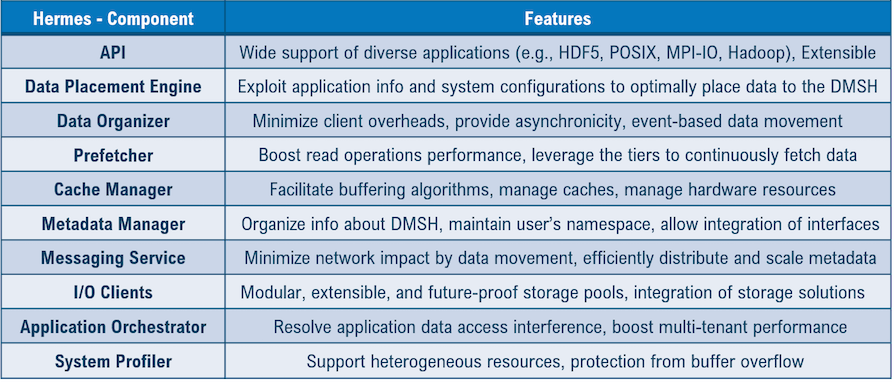 Hermes - Component Features
API Wide support of diverse applications (e.g., HDF5, POSIX, MPI-IO, Hadoop), Extensible
Data Placement Engine Exploit application info and system configurations to optimally place data to the DMSH
Data Organizer Minimize client overheads, provide asynchronicity, event-based data movement
Prefetcher Boost read operations performance, leverage the tiers to continuously fetch data
Cache Manager Facilitate buffering algorithms, manage caches, manage hardware resources
Metadata Manager Organize info about DMSH, maintain user’s namespace, allow integration of interfaces
Messaging Service Minimize network impact by data movement, efficiently distribute and scale metadata
I/O Clients Modular, extensible, and future-proof storage pools, integration of storage solutions
Application Orchestrator Resolve application data access interference, boost multi-tenant performance
System Profiler Support heterogeneous resources, protection from buffer overflow